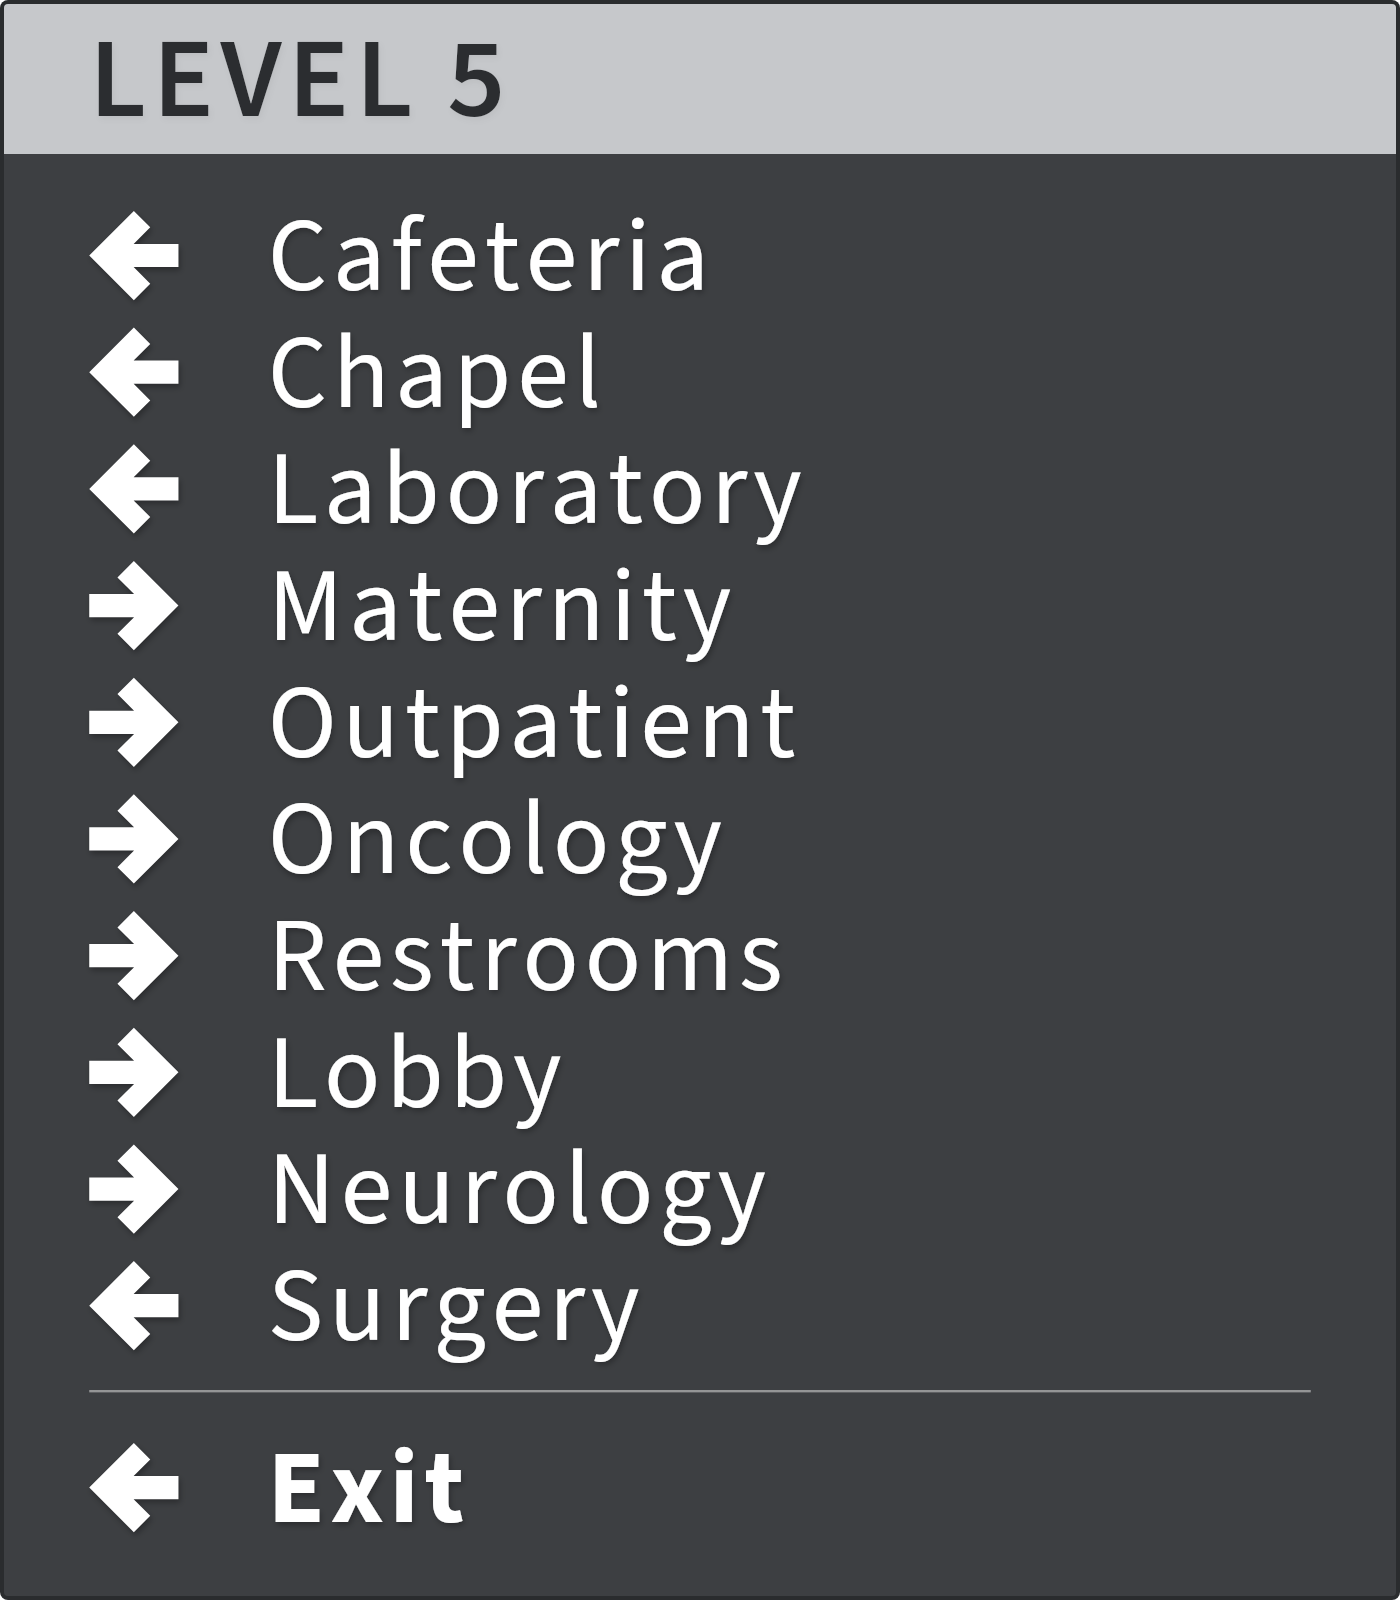 LEVEL 5
← Cafeteria
← Chapel
← Laboratory
→ Maternity
→ Outpatient
→ Oncology
→ Restrooms
→ Lobby
→ Neurology
← Surgery
← Exit